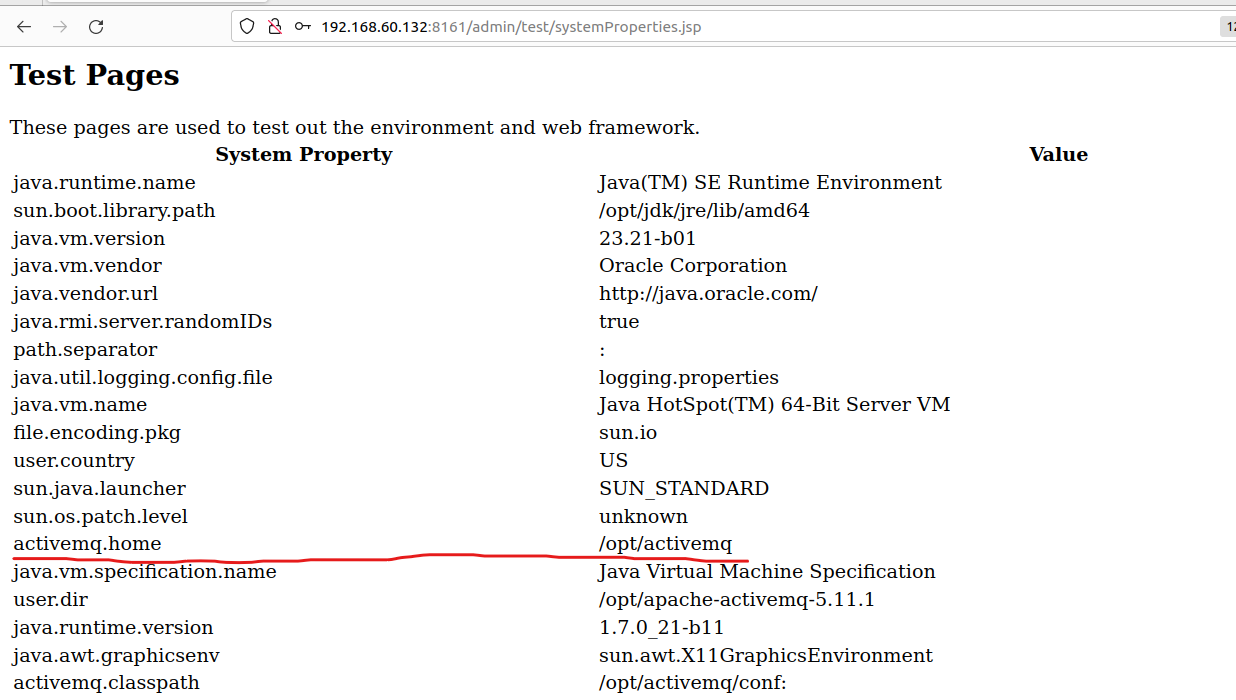 192.168.60.132:8161/admin/test/systemProperties.jsp
Test Pages
These pages are used to test out the environment and web framework.
System Property Value
java.runtime.name Java(TM) SE Runtime Environment
sun.boot.library.path /opt/jdk/jre/lib/amd64
java.vm.version 23.21-b01
java.vm.vendor Oracle Corporation
java.vendor.url http://java.oracle.com/
java.rmi.server.randomIDs true
path.separator :
java.util.logging.config.file logging.properties
java.vm.name Java HotSpot(TM) 64-Bit Server VM
file.encoding.pkg sun.io
user.country US
sun.java.launcher SUN_STANDARD
sun.os.patch.level unknown
activemq.home /opt/activemq
java.vm.specification.name Java Virtual Machine Specification
user.dir /opt/apache-activemq-5.11.1
java.runtime.version 1.7.0_21-b11
java.awt.graphicsenv sun.awt.X11GraphicsEnvironment
activemq.classpath /opt/activemq/conf: